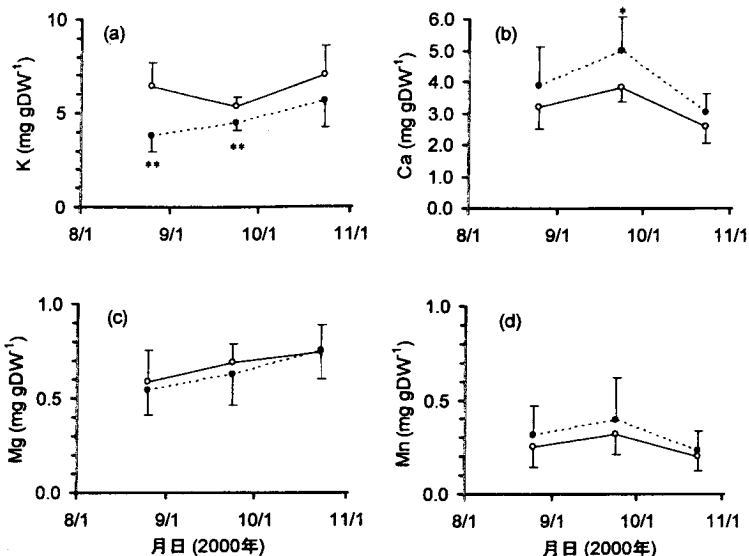 (a)
K (mg gDW⁻¹)
10
5
0
**
**
8/1 9/1 10/1 11/1
(b)
Ca (mg gDW⁻¹)
6.0
5.0
4.0
3.0
2.0
1.0
0.0
*
8/1 9/1 10/1 11/1
(c)
Mg (mg gDW⁻¹)
1.0
0.5
0.0
8/1 9/1 10/1 11/1
月日 (2000年)
(d)
Mn (mg gDW⁻¹)
1.0
0.5
0.0
8/1 9/1 10/1 11/1
月日 (2000年)